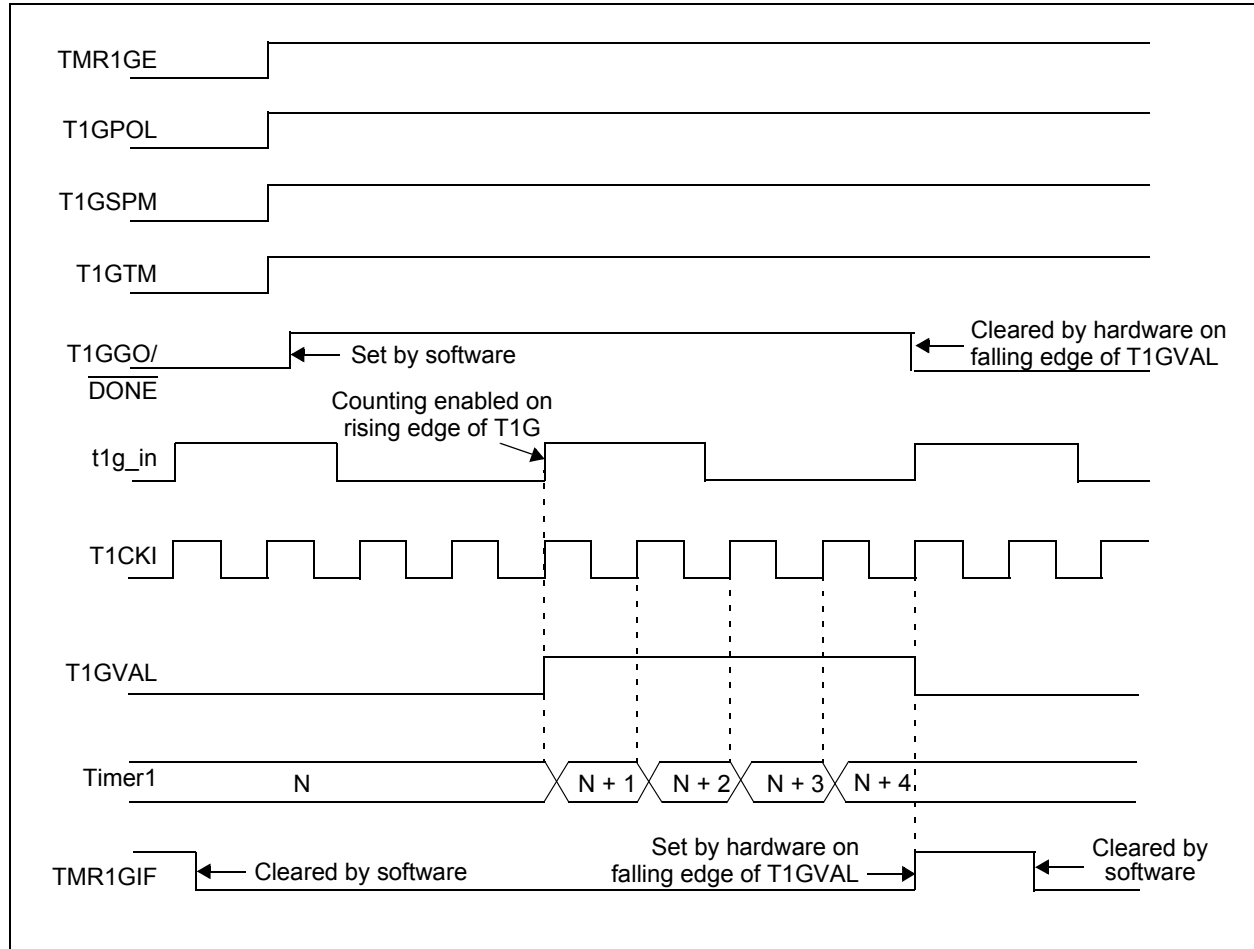 TMR1GE
T1GPOL
T1GSPM
T1GTM
T1GGO/
DONE
Set by software
Cleared by hardware on
falling edge of T1GVAL
Counting enabled on
rising edge of T1G
t1g_in
T1CKI
T1GVAL
Timer1
N
N + 1
N + 2
N + 3
N + 4
TMR1GIF
Cleared by software
Set by hardware on
falling edge of T1GVAL
Cleared by
software